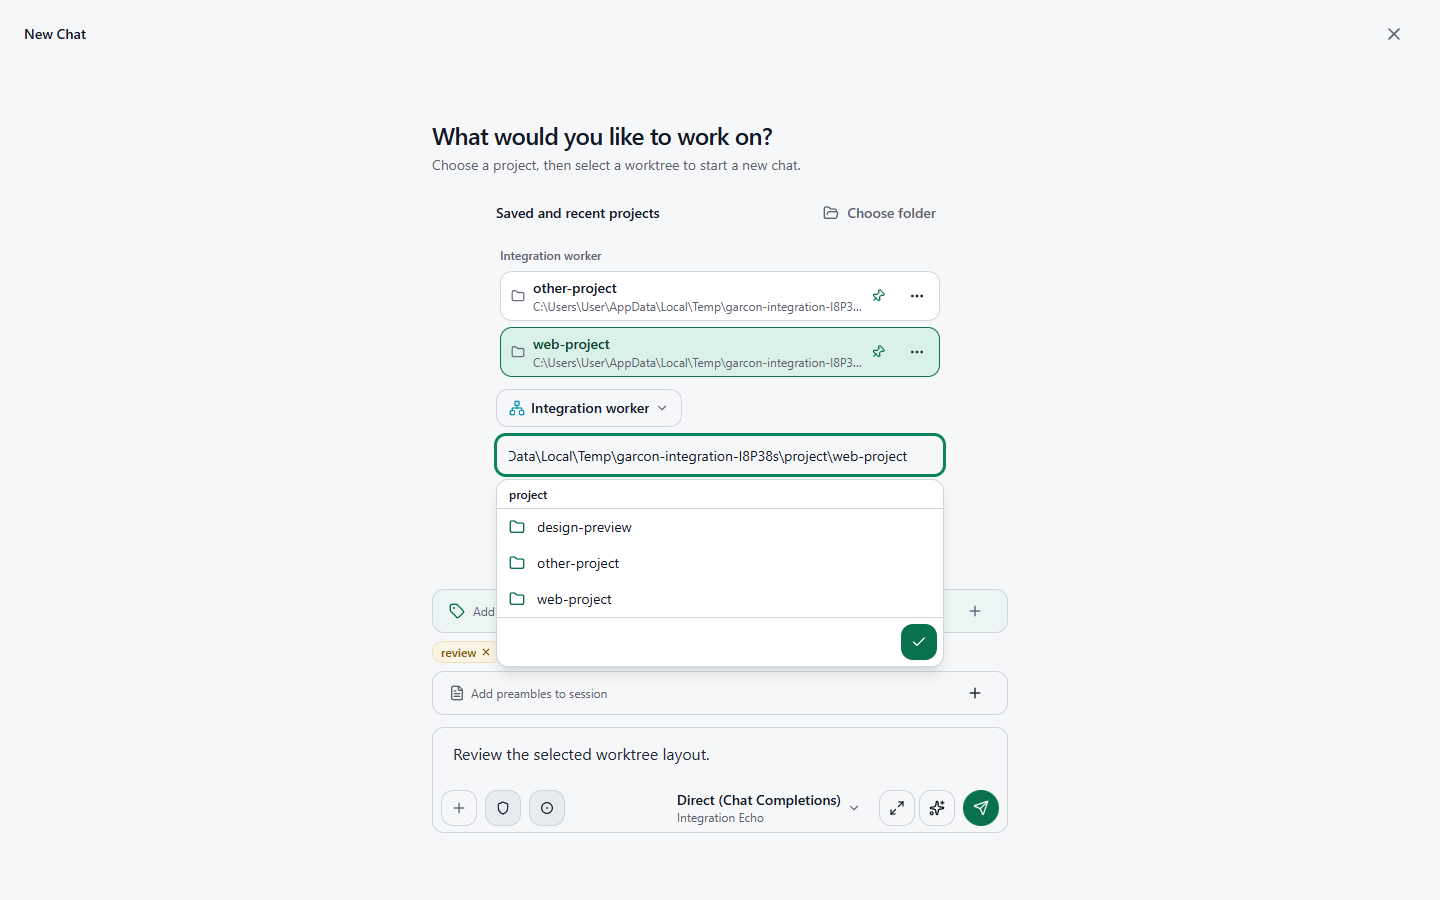 New Chat
What would you like to work on?
Choose a project, then select a worktree to start a new chat.
Saved and recent projects
Choose folder
Integration worker
other-project
C:\Users\User\AppData\Local\Temp\garcon-integration-I8P3...
web-project
C:\Users\User\AppData\Local\Temp\garcon-integration-I8P3...
Integration worker
Data\Local\Temp\garcon-integration-I8P38s\project\web-project
project
design-preview
other-project
web-project
Add
review
Add preambles to session
Review the selected worktree layout.
Direct (Chat Completions)
Integration Echo